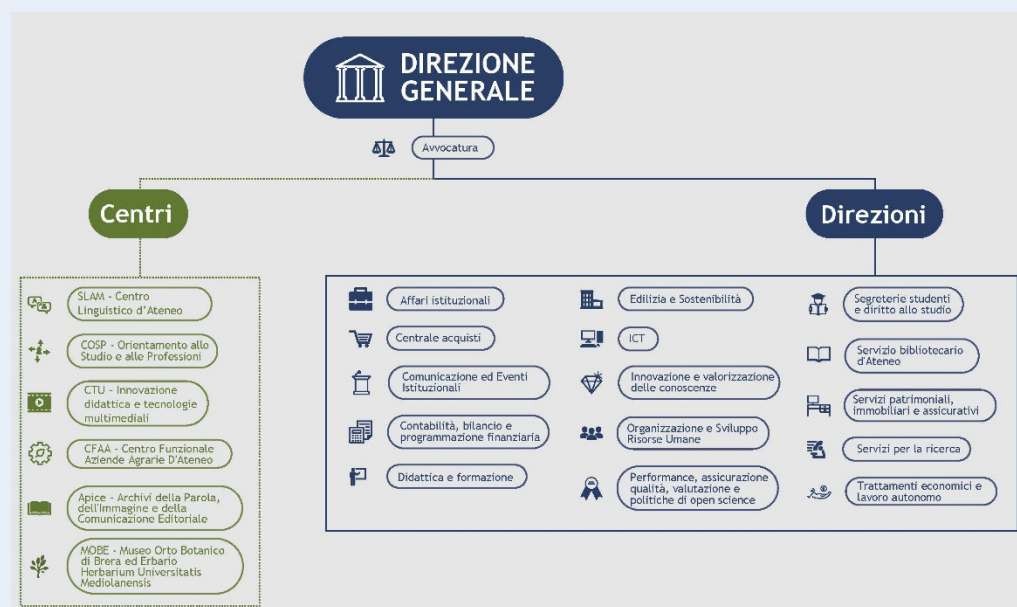 DIREZIONE
GENERALE
Avvocatura
Centri
Direzioni
SLAM - Centro
Linguistico d'Ateneo
COSP - Orientamento allo
Studio e alle Professioni
CTU - Innovazione
didattica e tecnologie
multimediali
CFAA - Centro Funzionale
Aziende Agrarie D'Ateneo
Apice - Archivi della Parola,
dell'Immagine e della
Comunicazione Editoriale
MOBE - Museo Orto Botanico
di Brera ed Erbario
Herbarium Universitatis
Mediolanensis
Affari istituzionali
Centrale acquisti
Comunicazione ed Eventi
Istituzionali
Contabilità, bilancio e
programmazione finanziaria
Didattica e formazione
Edilizia e Sostenibilità
ICT
Innovazione e valorizzazione
delle conoscenze
Organizzazione e Sviluppo
Risorse Umane
Performance, assicurazione
qualità, valutazione e
politiche di open science
Segreterie studenti
e diritto allo studio
Servizio bibliotecario
d'Ateneo
Servizi patrimoniali,
immobiliari e assicurativi
Servizi per la ricerca
Trattamenti economici e
lavoro autonomo